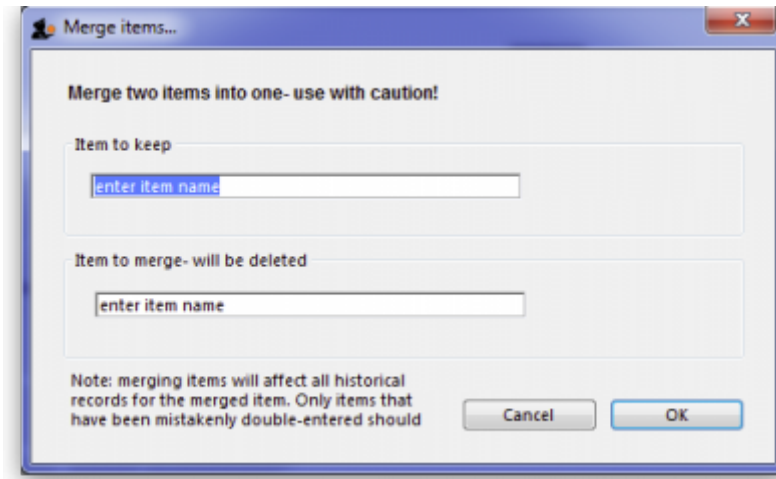 Merge items...
Merge two items into one- use with caution!
Item to keep
enter item name
Item to merge- will be deleted
enter item name
Note: merging items will affect all historical
records for the merged item. Only items that
have been mistakenly double-entered should
Cancel
OK